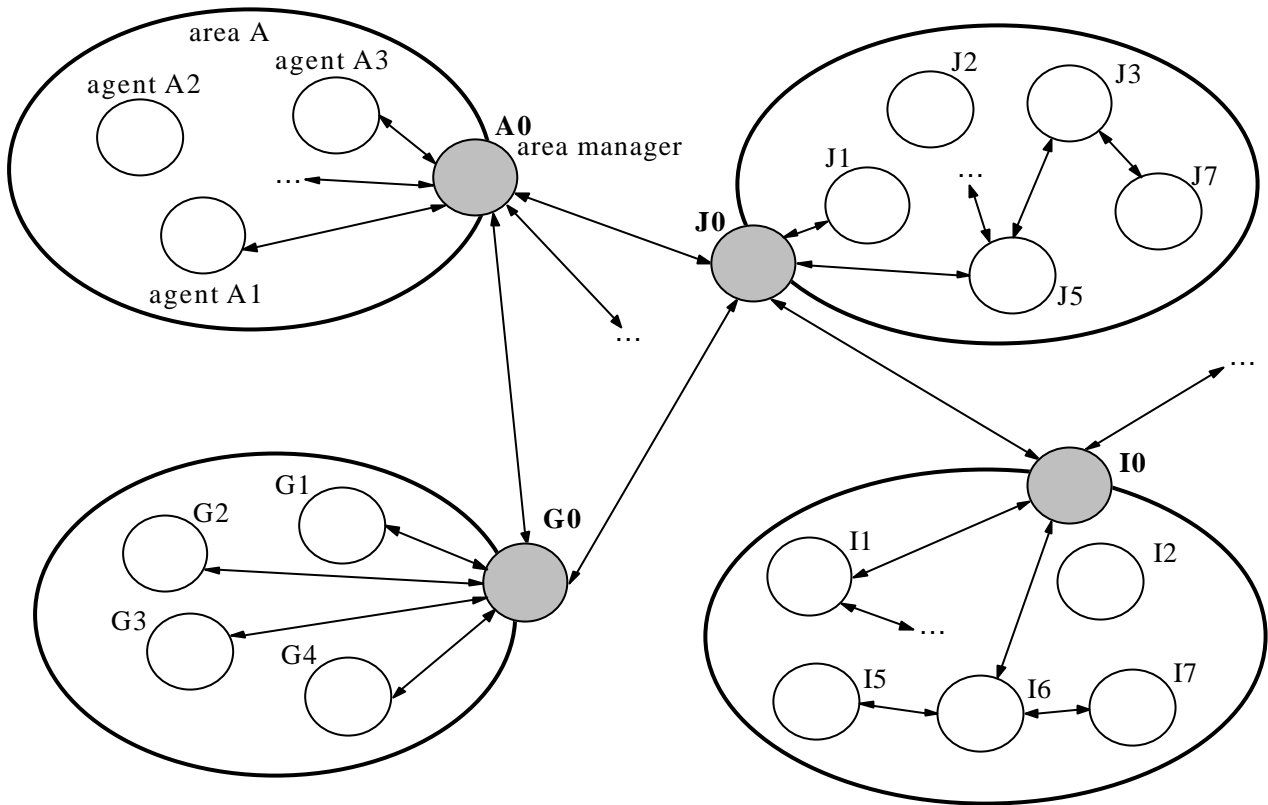 area A
agent A3
agent A2
A0
area manager
...
agent A1
...
J2
J3
J1
...
J7
J0
J5
...
G1
G2
G0
G3
G4
I0
I1
I2
...
I5
I6
I7